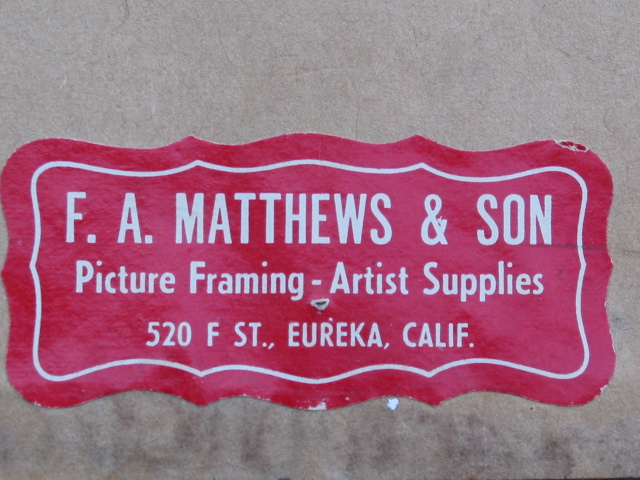 F. A. MATTHEWS & SON
Picture Framing - Artist Supplies
520 F ST., EUREKA, CALIF.